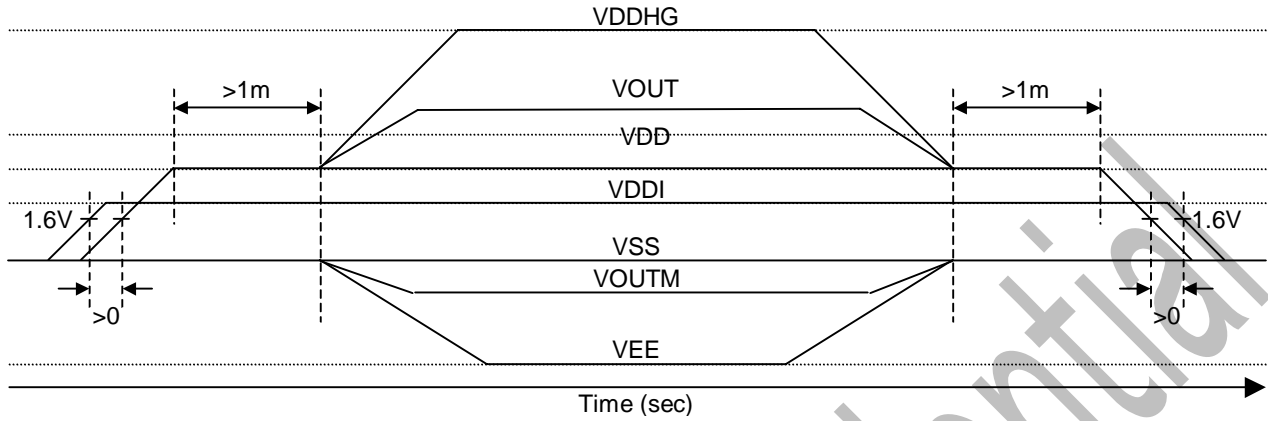 VDDHG
>1m
VOUT
>1m
VDD
VDDI
1.6V
1.6V
VSS
VOUTM
>0
>0
VEE
Time (sec)